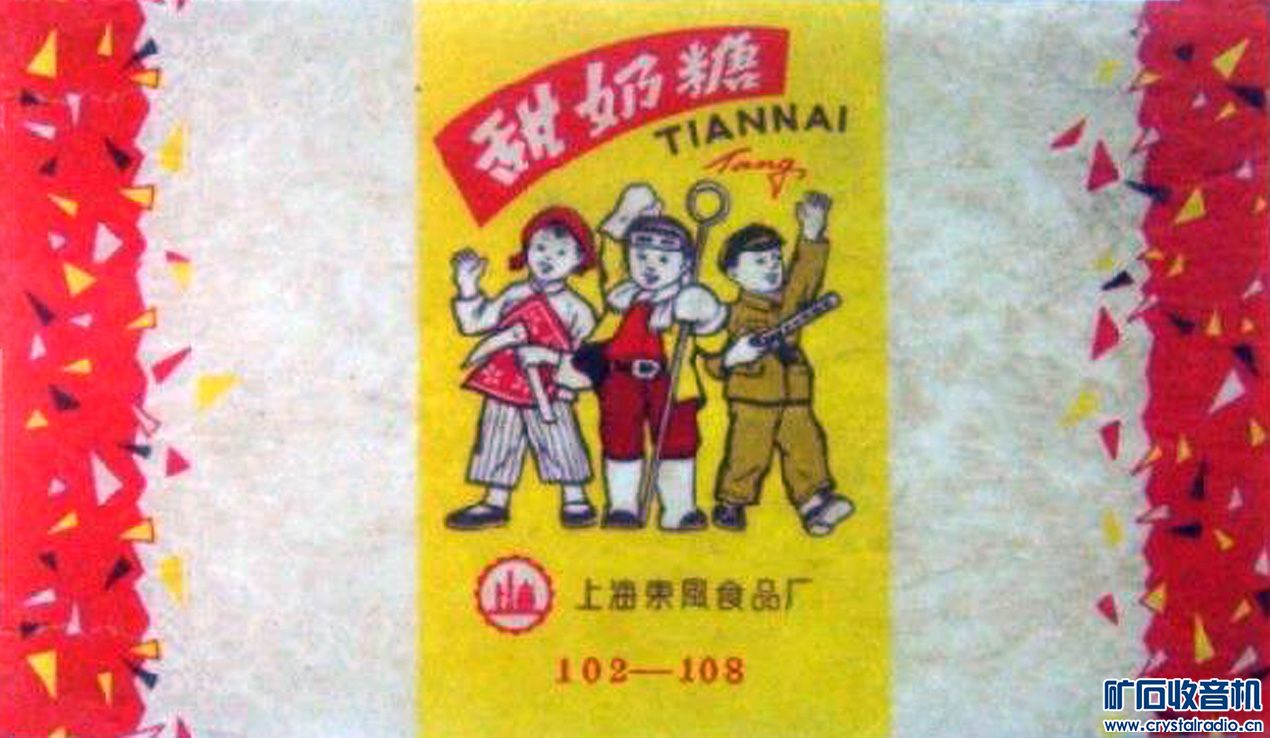 甜奶糖
TIANNAI
Tang
上海東風食品厂
102—108
矿石收音机
www.crystalradio.cn